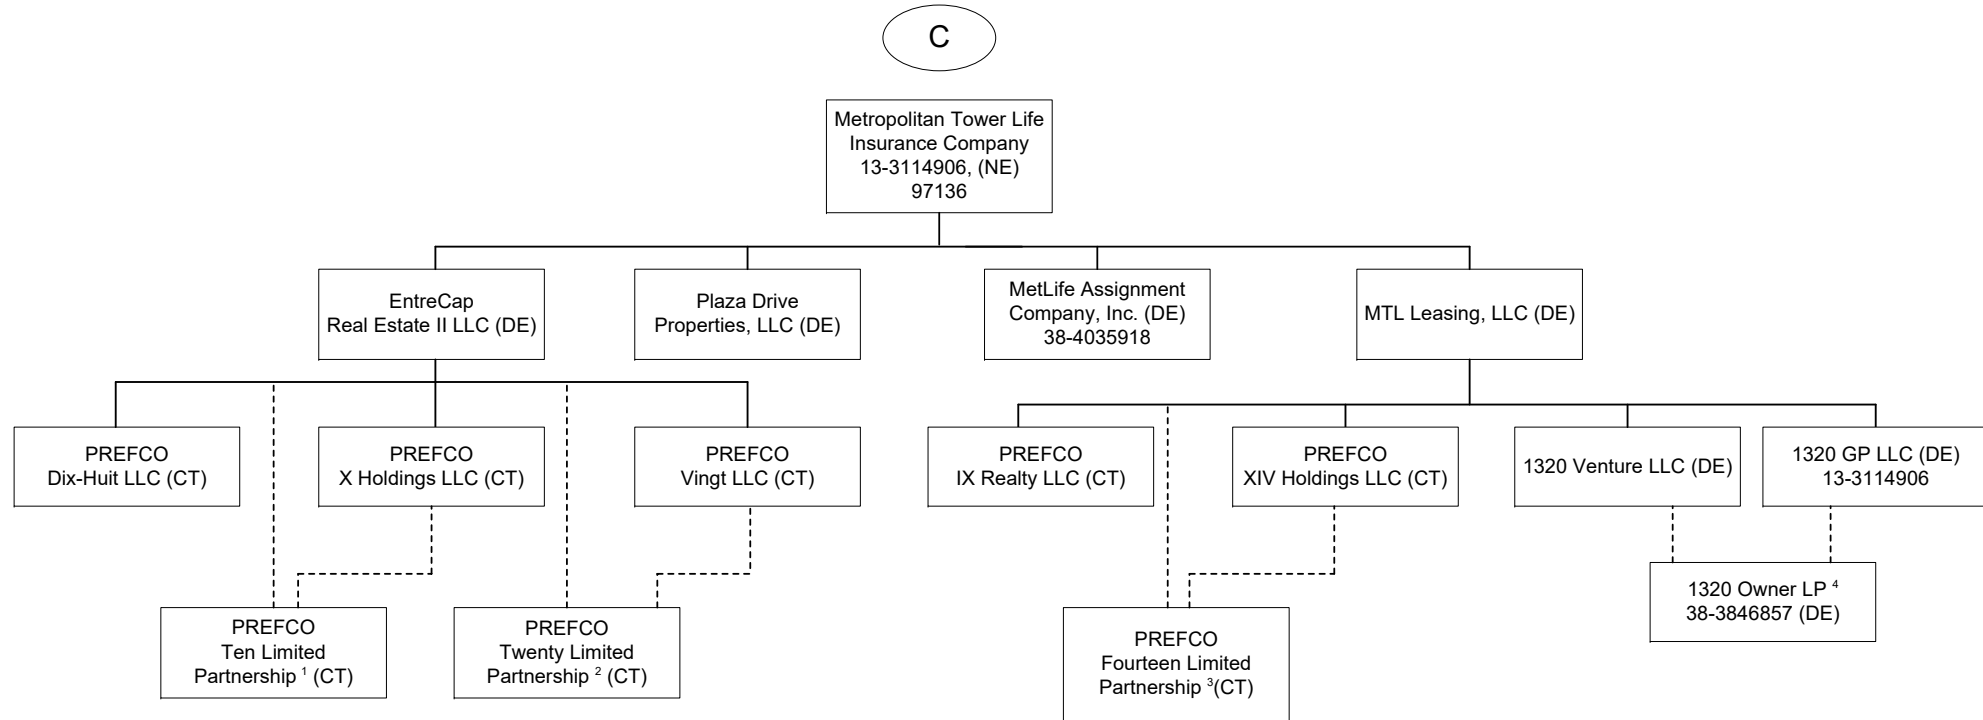 C
Metropolitan Tower Life
Insurance Company
13-3114906, (NE)
97136
EntreCap
Real Estate II LLC (DE)
Plaza Drive
Properties, LLC (DE)
MetLife Assignment
Company, Inc. (DE)
38-4035918
MTL Leasing, LLC (DE)
PREFCO
Dix-Huit LLC (CT)
PREFCO
X Holdings LLC (CT)
PREFCO
Vingt LLC (CT)
PREFCO
IX Realty LLC (CT)
PREFCO
XIV Holdings LLC (CT)
1320 Venture LLC (DE)
1320 GP LLC (DE)
13-3114906
PREFCO
Ten Limited
Partnership ¹ (CT)
PREFCO
Twenty Limited
Partnership ² (CT)
PREFCO
Fourteen Limited
Partnership ³(CT)
1320 Owner LP ⁴
38-3846857 (DE)